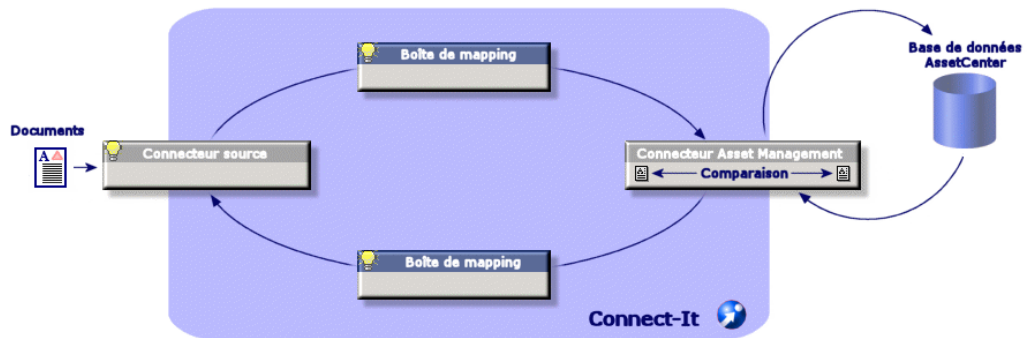 Boîte de mapping
Base de données
AssetCenter
Documents
A
Connecteur source
Connecteur Asset Management
Comparaison
Boîte de mapping
Connect-It